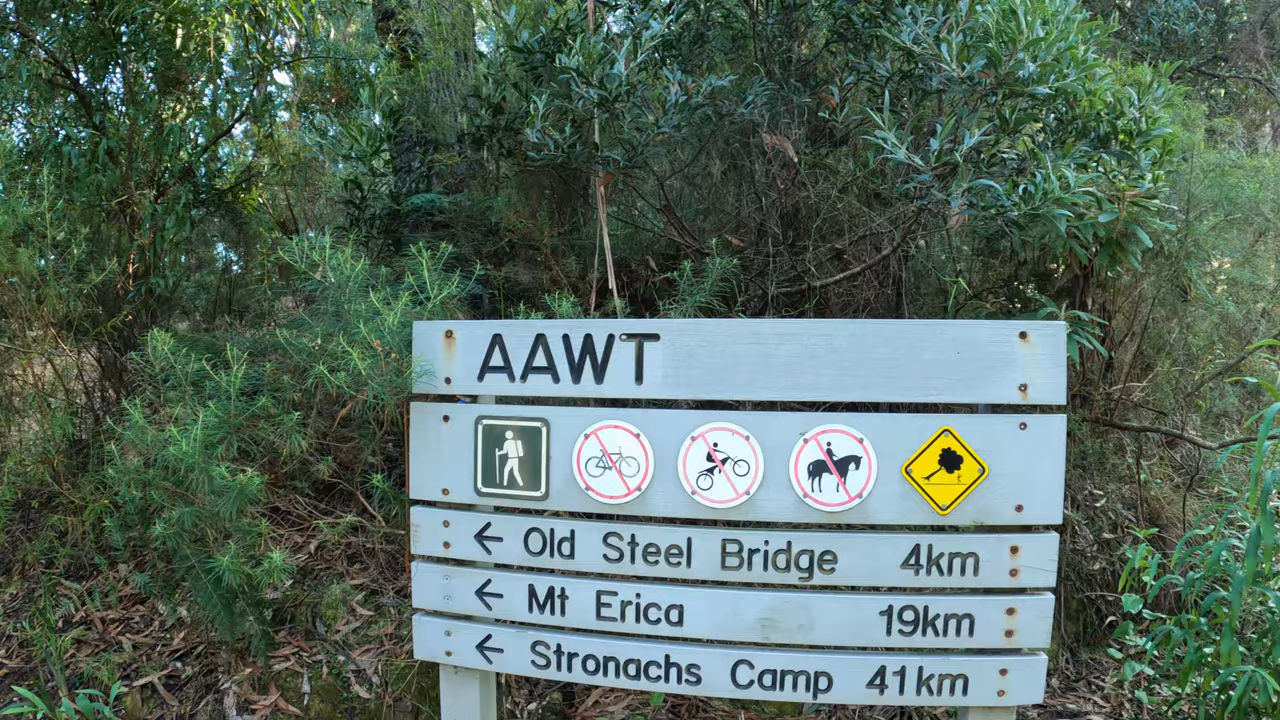 AAWT
← Old Steel Bridge 4km
← Mt Erica 19km
← Stronachs Camp 41km